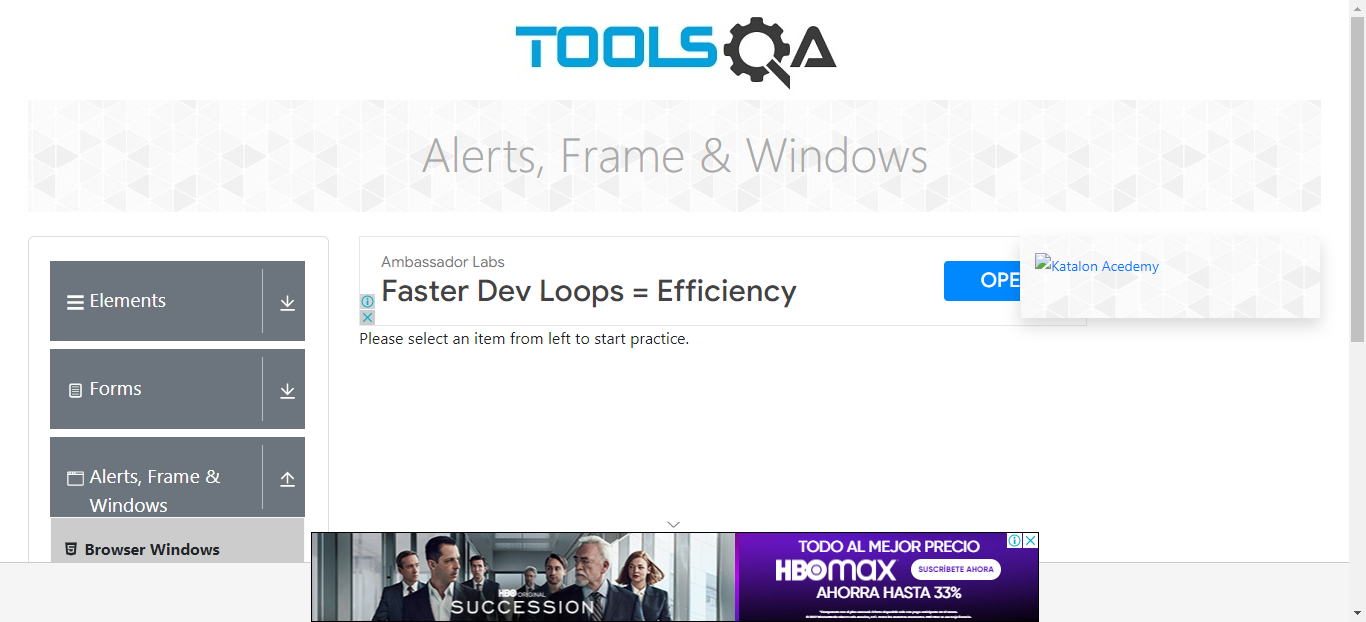 TOOLSQA
Alerts, Frame & Windows
Elements
Forms
Alerts, Frame &
Windows
Browser Windows
Ambassador Labs
Faster Dev Loops = Efficiency
OPE
Katalon Acedemy
Please select an item from left to start practice.
HBO ORIGINAL
SUCCESSION
TODO AL MEJOR PRECIO
HBOMAX
SUSCRÍBETE AHORA
AHORRA HASTA 33%